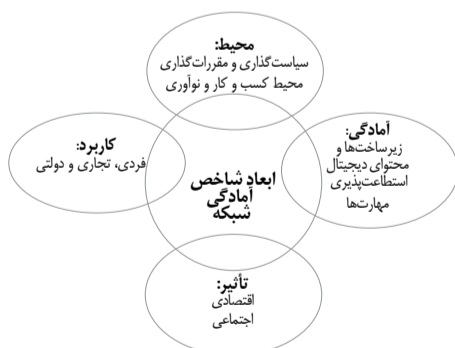 محیط:
سیاست‌گذاری و مقررات‌گذاری
محیط کسب و کار و نوآوری
آمادگی:
زیرساخت‌ها و
محتوای دیجیتال
استطاعت‌پذیری
مهارت‌ها
کاربرد:
فردی، تجاری و دولتی
ابعاد شاخص
آمادگی
شبکه
تأثیر:
اقتصادی
اجتماعی